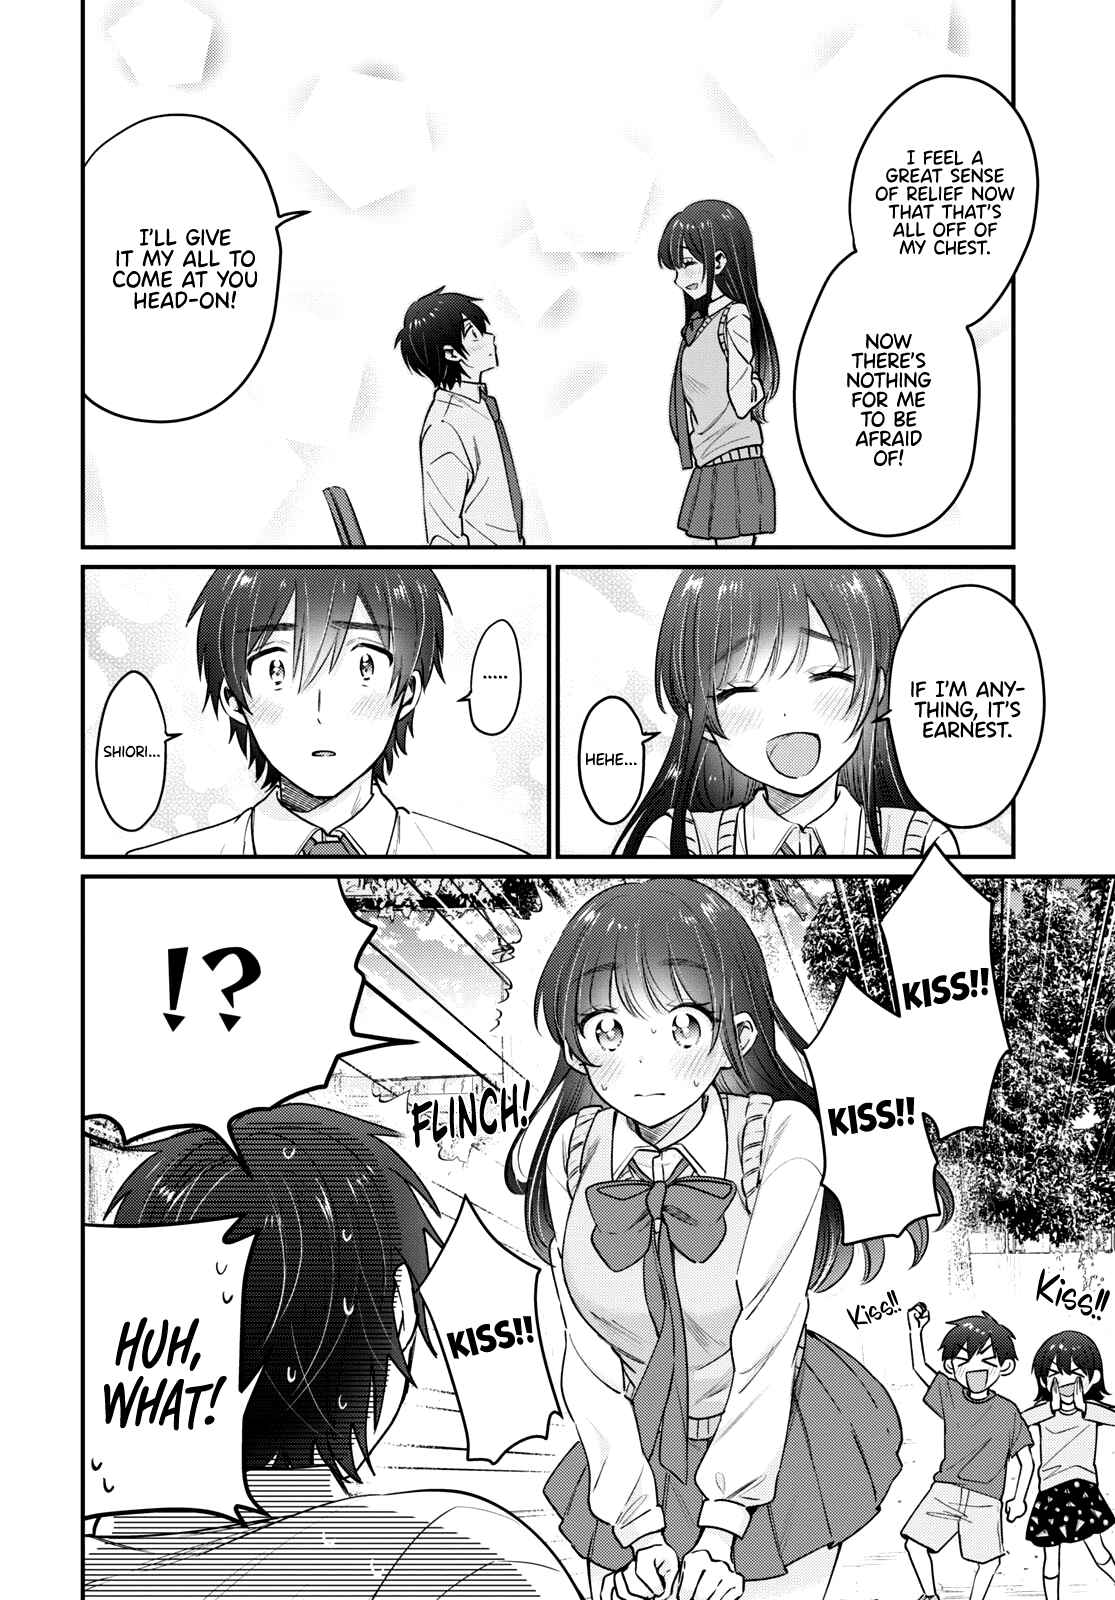 I FEEL A
GREAT SENSE
OF RELIEF NOW
THAT THAT'S
ALL OFF OF
MY CHEST.
NOW
THERE'S
NOTHING
FOR ME
TO BE
AFRAID
OF!
I'LL GIVE
IT MY ALL TO
COME AT YOU
HEAD-ON!
IF I'M ANY-
THING, IT'S
EARNEST.
HEHE...
.....
SHIORI...
KISS!!
KISS!!
!?
FLINCH!
KISS!!
HUH,
WHAT!
Kiss!!
Kiss!!